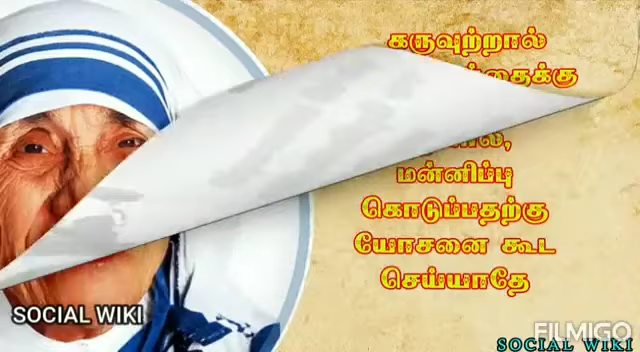 கருவுற்றால்
மன்னிப்பு
கொடுப்பதற்கு
யோசனை கூட
செய்யாதே
SOCIAL WIKI
FILMIGO
SOCIAL WIKI